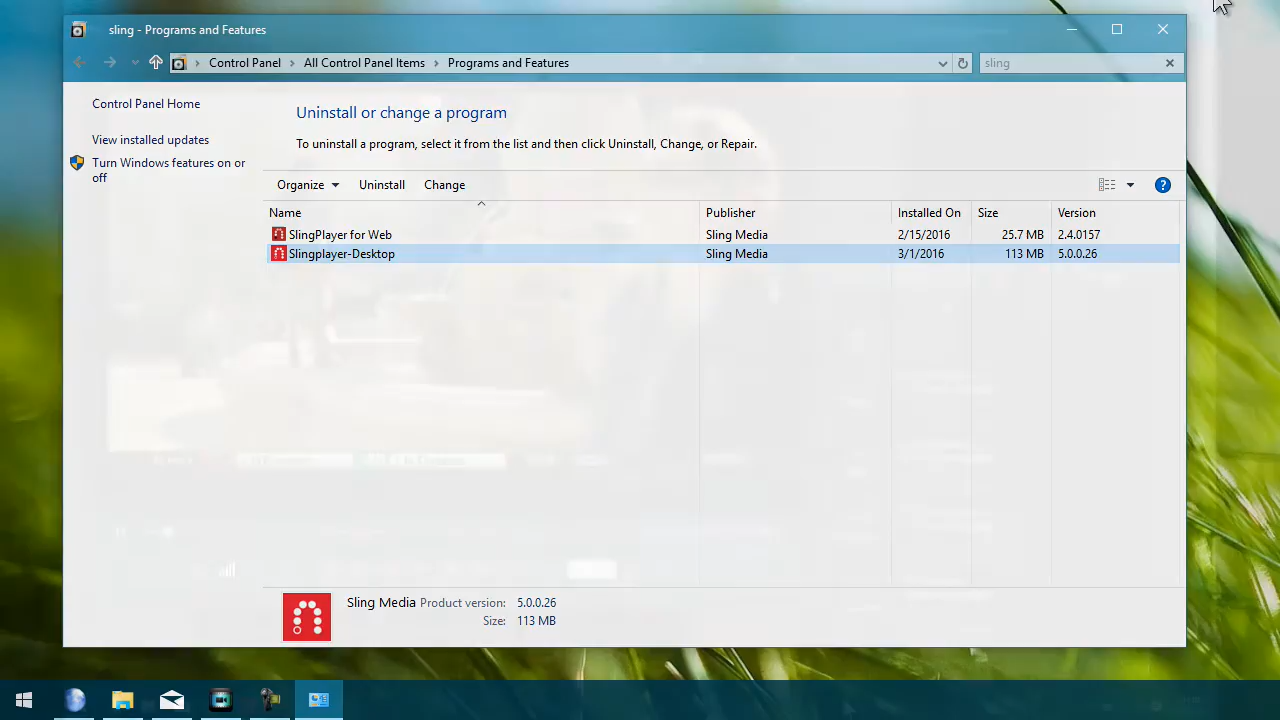 sling - Programs and Features
Control Panel All Control Panel Items Programs and Features sling
Control Panel Home
View installed updates
Turn Windows features on or
off
Uninstall or change a program
To uninstall a program, select it from the list and then click Uninstall, Change, or Repair.
Organize Uninstall Change
Name Publisher Installed On Size Version
SlingPlayer for Web Sling Media 2/15/2016 25.7 MB 2.4.0157
Slingplayer-Desktop Sling Media 3/1/2016 113 MB 5.0.0.26
Sling Media Product version: 5.0.0.26
Size: 113 MB